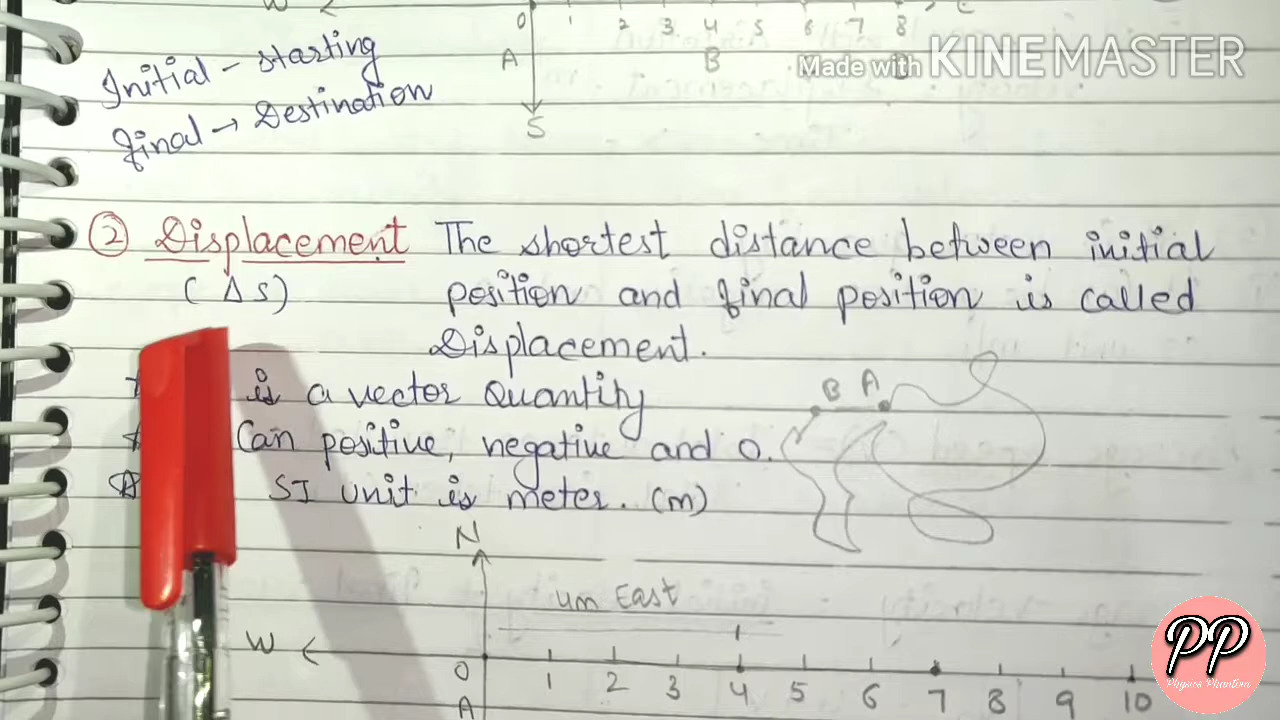 W
E
0 1 2 3 4 5 6 7 8
A B
Made with KINEMASTER
S
Initial - starting
final → Destination
② Displacement The shortest distance between initial
(Δs) position and final position is called
Displacement.
B A
is a vector Quantity
Can positive, negative and 0.
SI unit is meter. (m)
N
4m East
W
0 1 2 3 4 5 6 7 8 9 10
A
PP
Physics Phantom